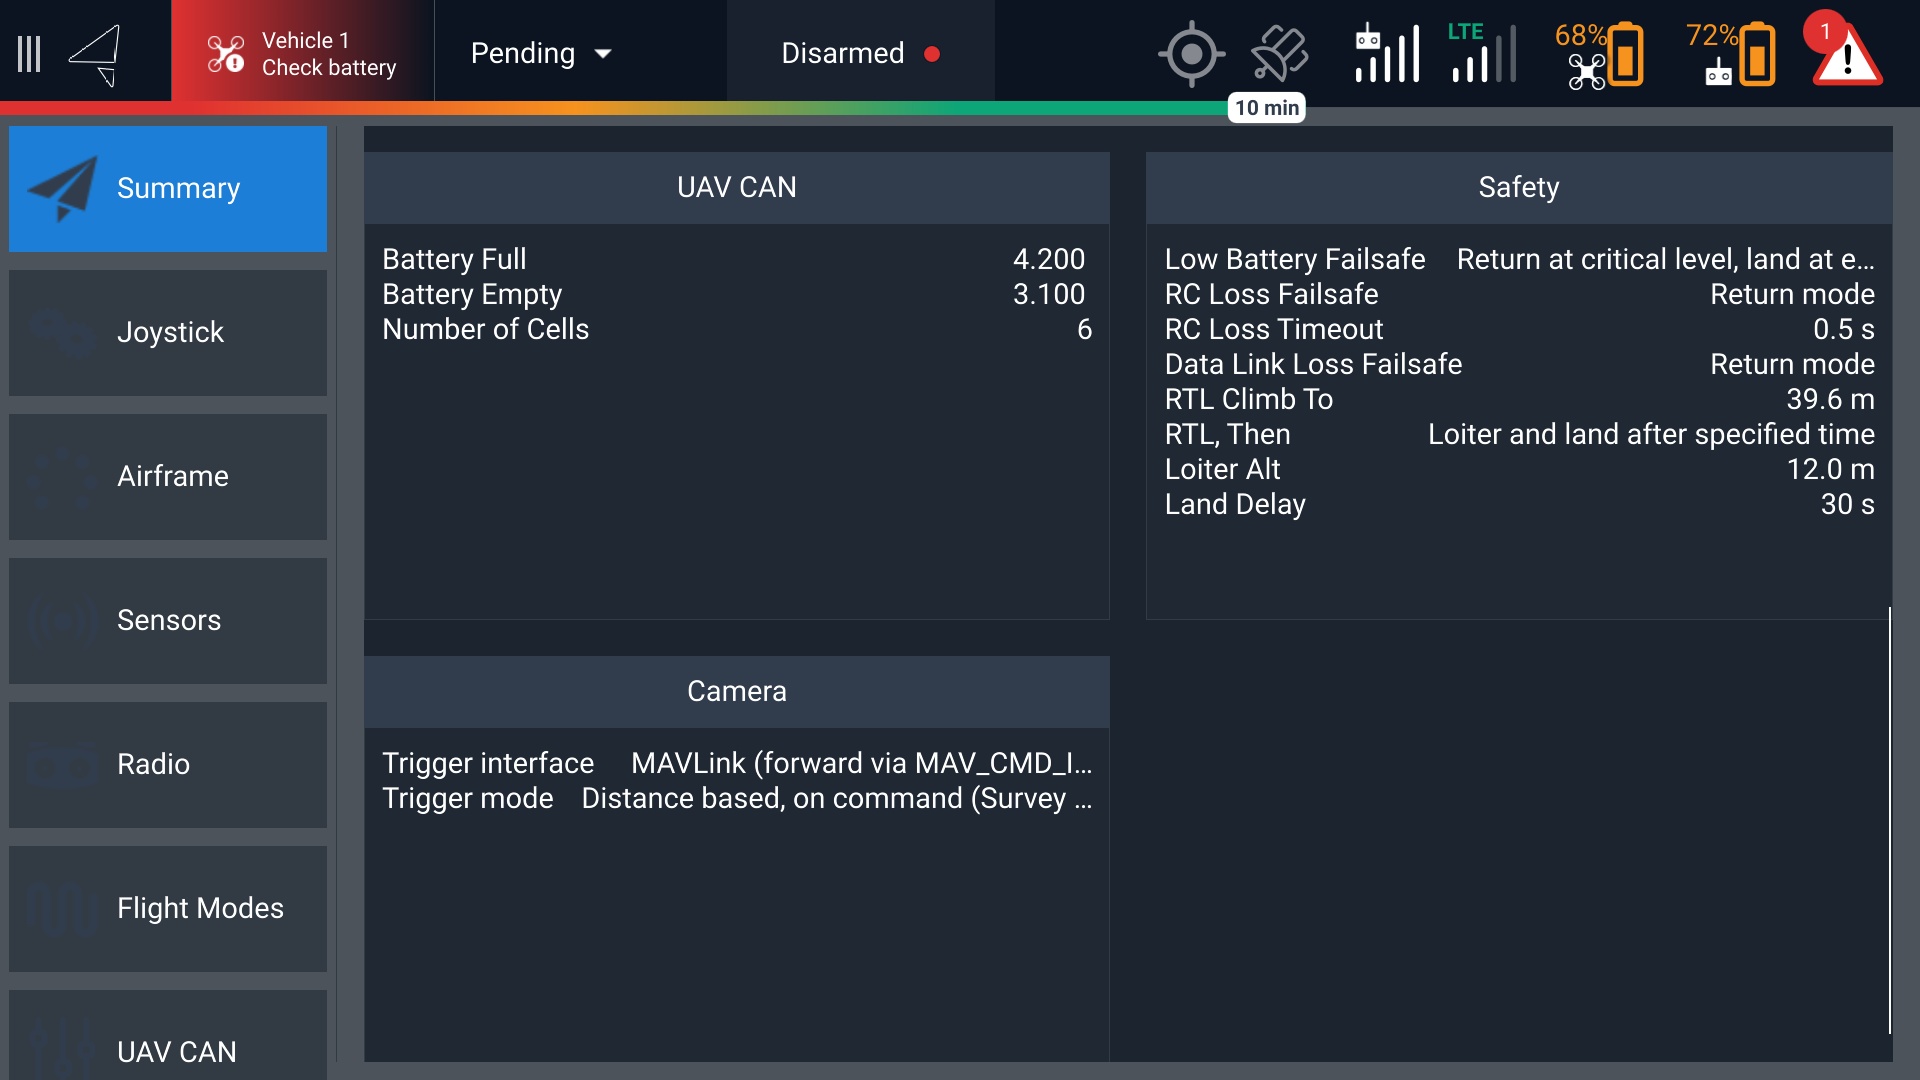 Vehicle 1
Check battery
Pending
Disarmed
LTE
68%
72%
1
10 min
Summary
Joystick
Airframe
Sensors
Radio
Flight Modes
UAV CAN
UAV CAN
Battery Full 4.200
Battery Empty 3.100
Number of Cells 6
Safety
Low Battery Failsafe Return at critical level, land at e...
RC Loss Failsafe Return mode
RC Loss Timeout 0.5 s
Data Link Loss Failsafe Return mode
RTL Climb To 39.6 m
RTL, Then Loiter and land after specified time
Loiter Alt 12.0 m
Land Delay 30 s
Camera
Trigger interface MAVLink (forward via MAV_CMD_I...
Trigger mode Distance based, on command (Survey ...